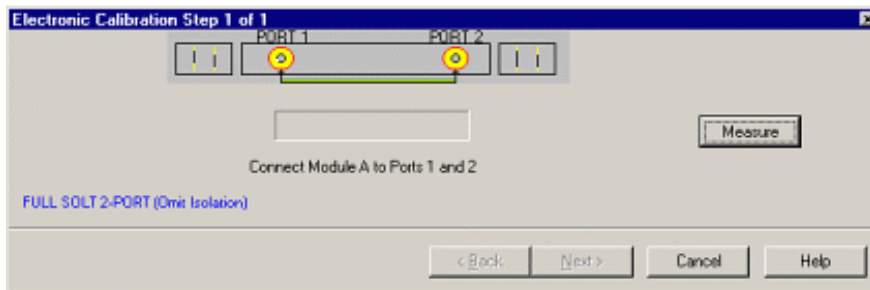 Electronic Calibration Step 1 of 1
PORT 1 PORT 2
Measure
Connect Module A to Ports 1 and 2
FULL SOLT 2-PORT (Omit Isolation)
< Back Next > Cancel Help